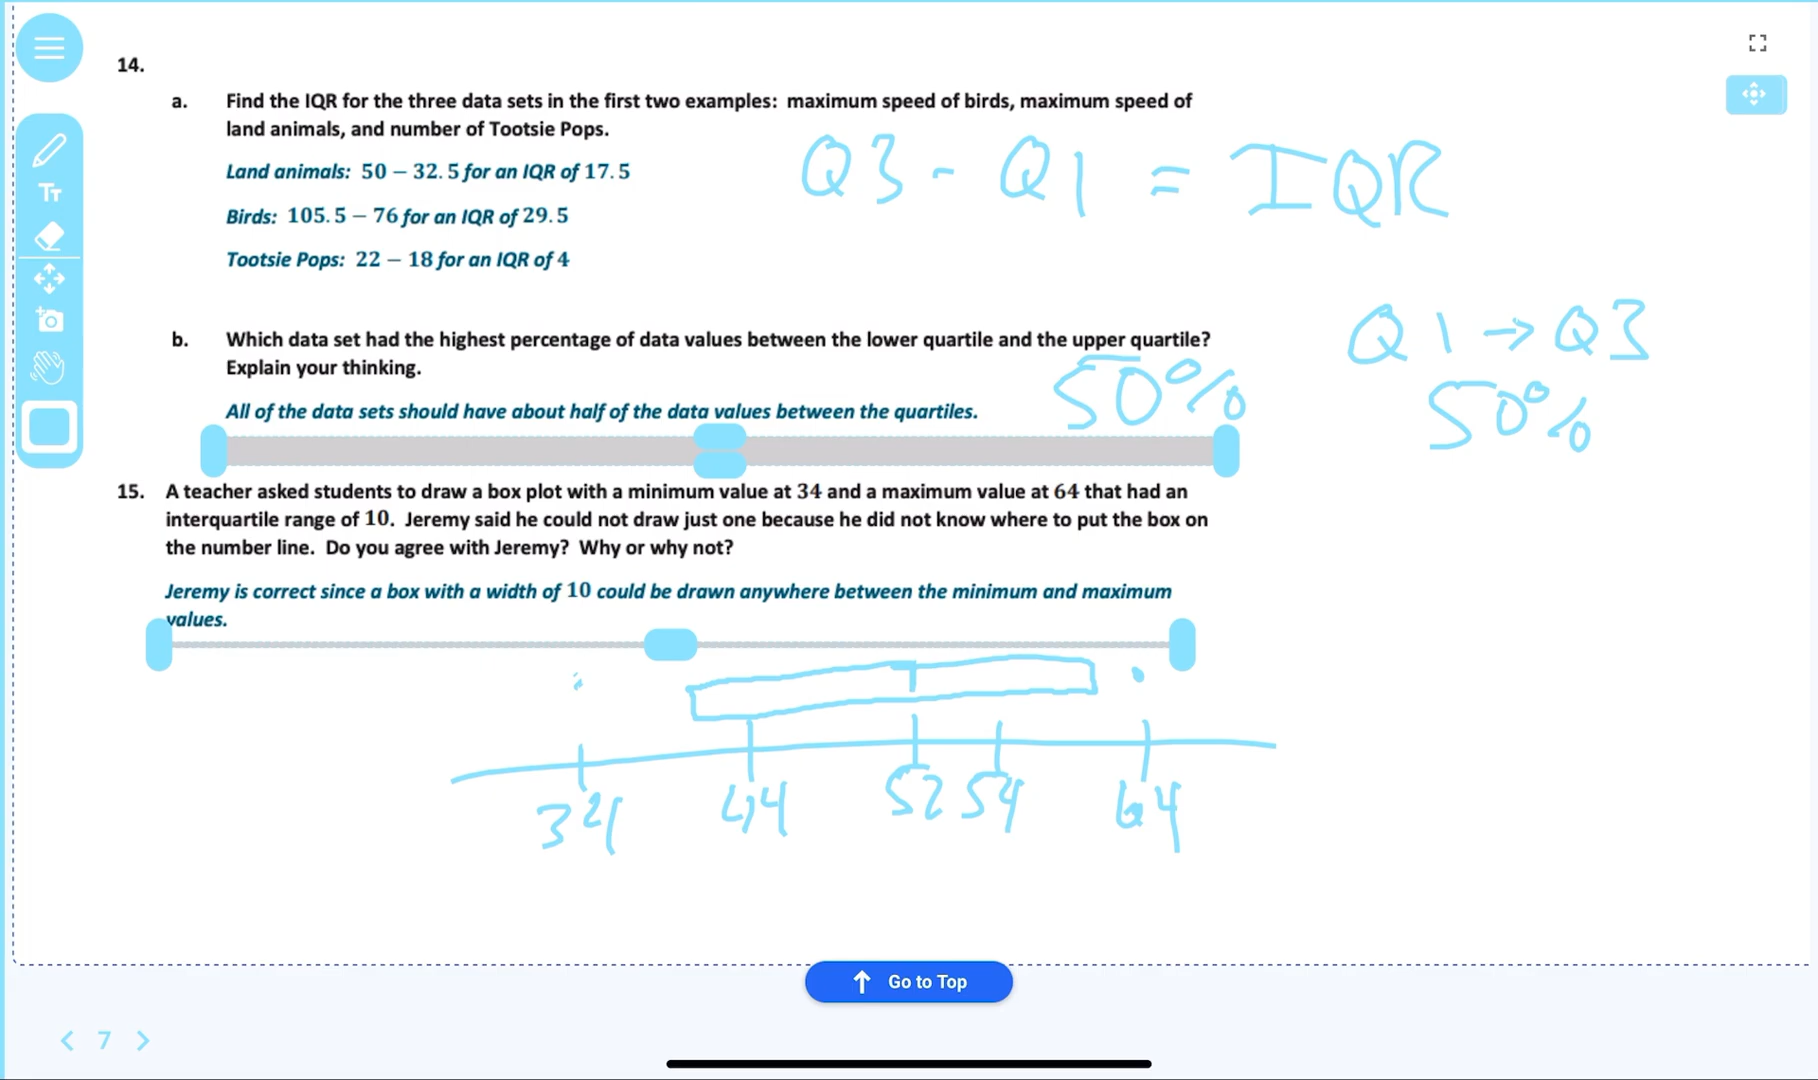 14.
a. Find the IQR for the three data sets in the first two examples: maximum speed of birds, maximum speed of
land animals, and number of Tootsie Pops.
Land animals: 50 – 32.5 for an IQR of 17.5
Q3 - Q1 = IQR
Birds: 105.5 – 76 for an IQR of 29.5
Tootsie Pops: 22 – 18 for an IQR of 4
b. Which data set had the highest percentage of data values between the lower quartile and the upper quartile?
Explain your thinking.
Q1 → Q3
50%
50%
All of the data sets should have about half of the data values between the quartiles.
15. A teacher asked students to draw a box plot with a minimum value at 34 and a maximum value at 64 that had an
interquartile range of 10. Jeremy said he could not draw just one because he did not know where to put the box on
the number line. Do you agree with Jeremy? Why or why not?
Jeremy is correct since a box with a width of 10 could be drawn anywhere between the minimum and maximum
values.
34 44 52 54 64
Go to Top
7
Tт